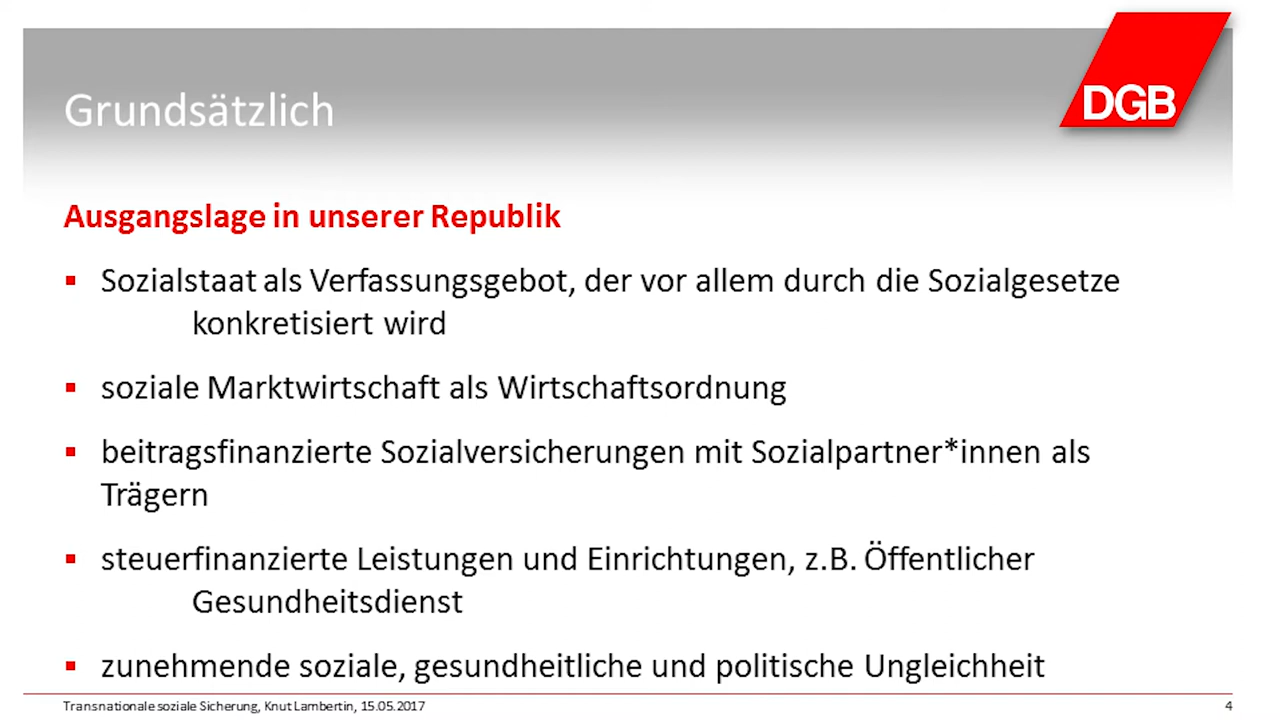 Grundsätzlich
DGB
Ausgangslage in unserer Republik
▪ Sozialstaat als Verfassungsgebot, der vor allem durch die Sozialgesetze
konkretisiert wird
▪ soziale Marktwirtschaft als Wirtschaftsordnung
▪ beitragsfinanzierte Sozialversicherungen mit Sozialpartner*innen als
Trägern
▪ steuerfinanzierte Leistungen und Einrichtungen, z.B. Öffentlicher
Gesundheitsdienst
▪ zunehmende soziale, gesundheitliche und politische Ungleichheit
Transnationale soziale Sicherung, Knut Lambertin, 15.05.2017
4